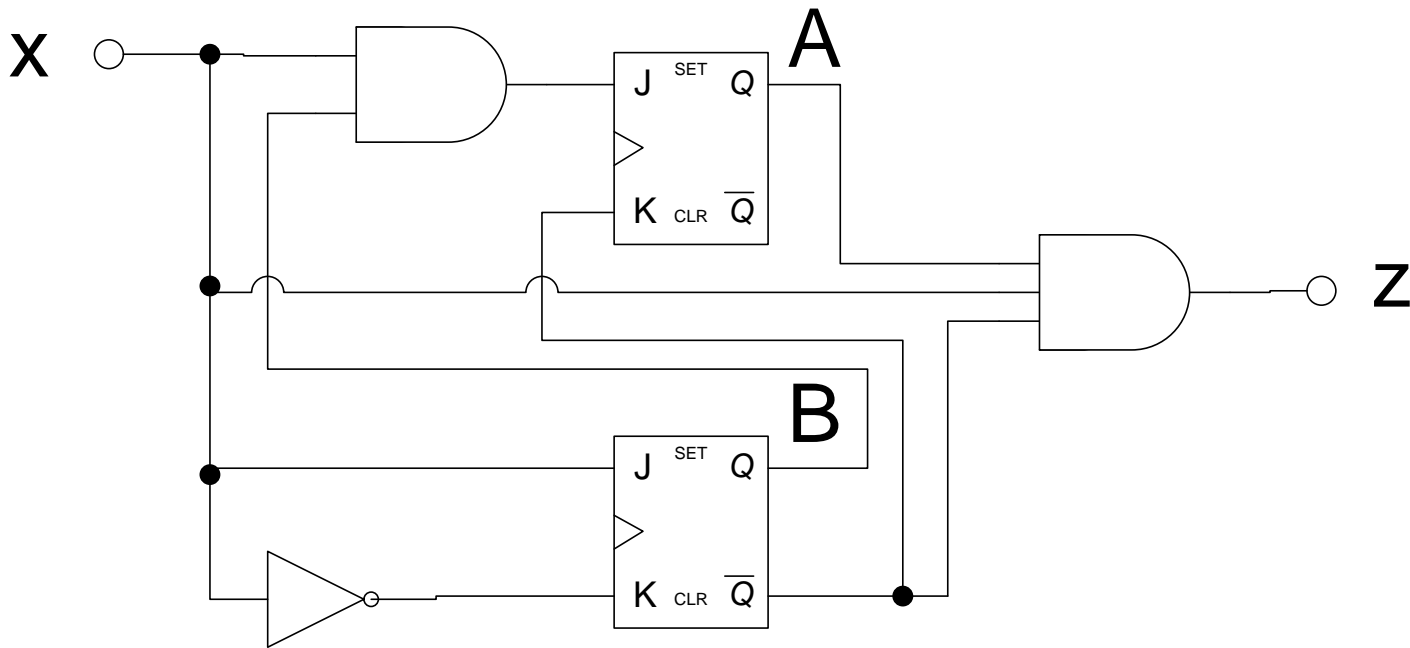 x
A
J SET Q
K CLR Q̅
z
B
J SET Q
K CLR Q̅